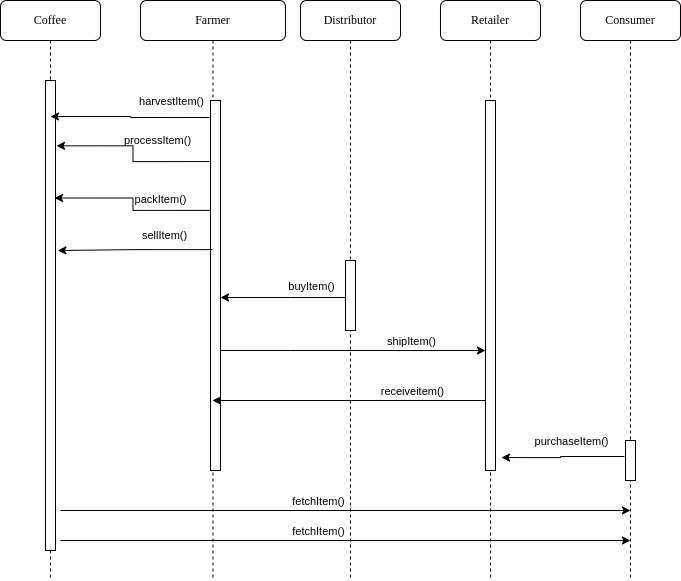 Coffee
Farmer
Distributor
Retailer
Consumer
harvestItem()
processItem()
packItem()
sellItem()
buyItem()
shipItem()
receiveitem()
purchaseItem()
fetchItem()
fetchItem()